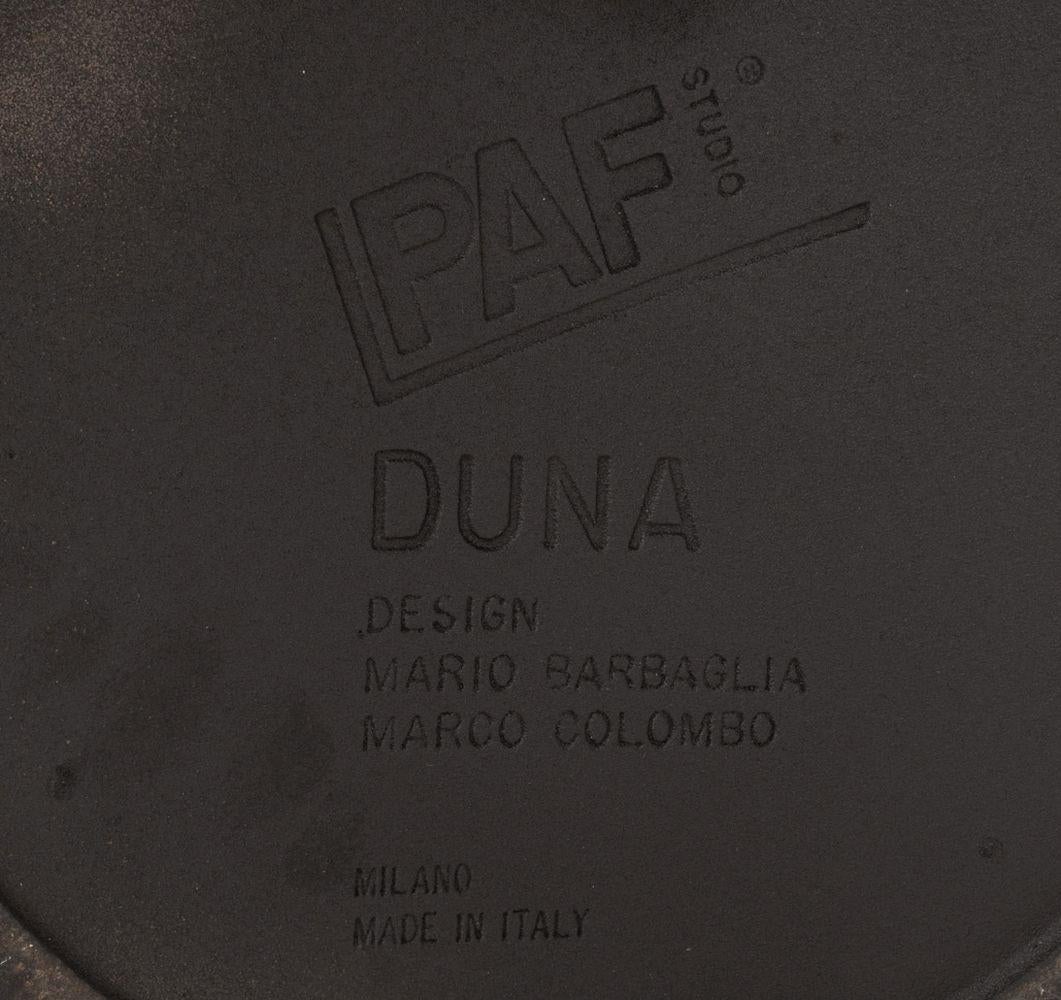 PAF
STUDIO
®
DUNA
DESIGN
MARIO BARBAGLIA
MARCO COLOMBO
MILANO
MADE IN ITALY